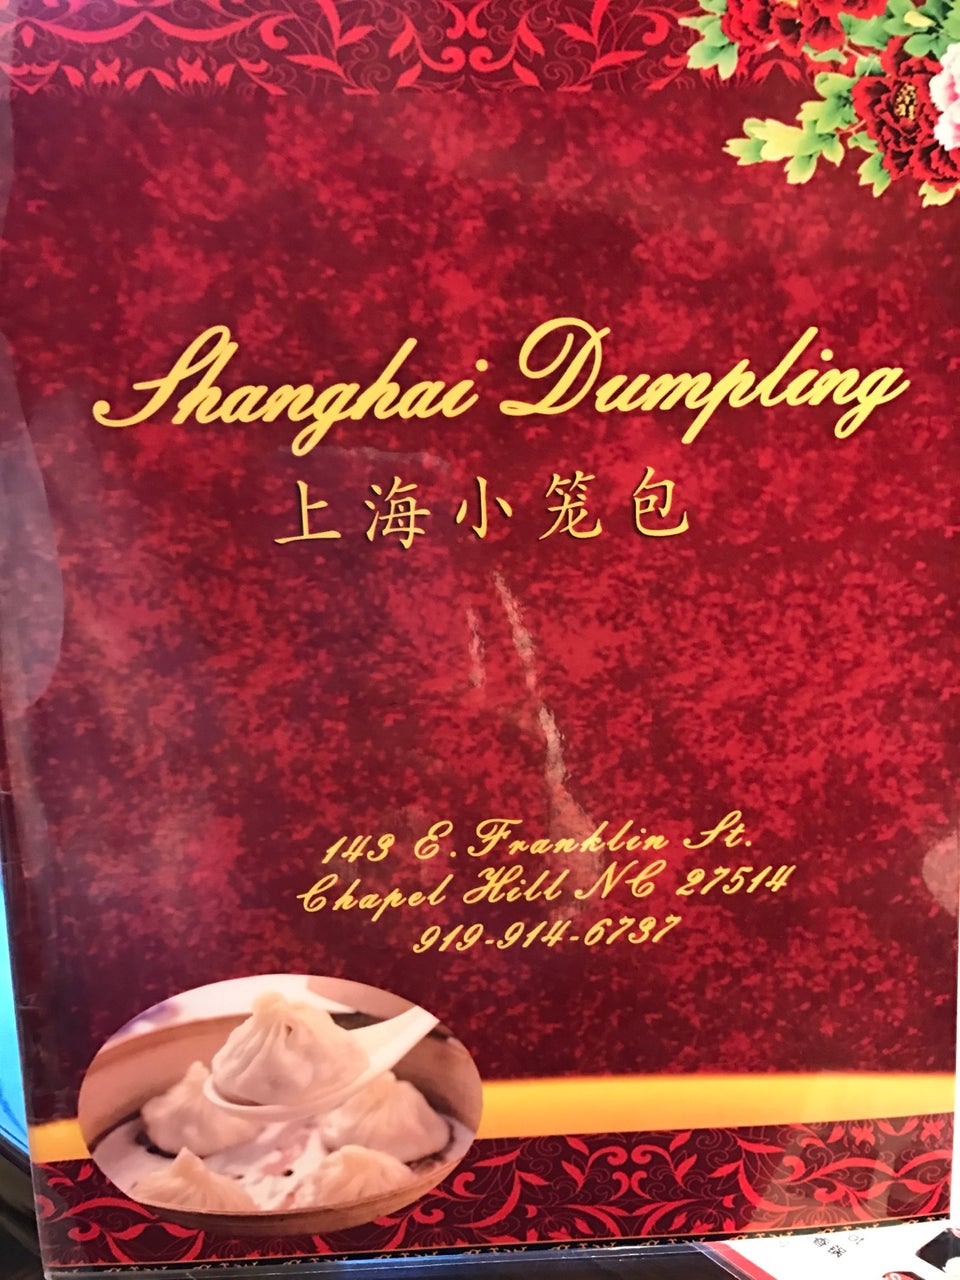 Shanghai Dumpling
上海小笼包
143 E. Franklin St.
Chapel Hill NC 27514
919-914-6737